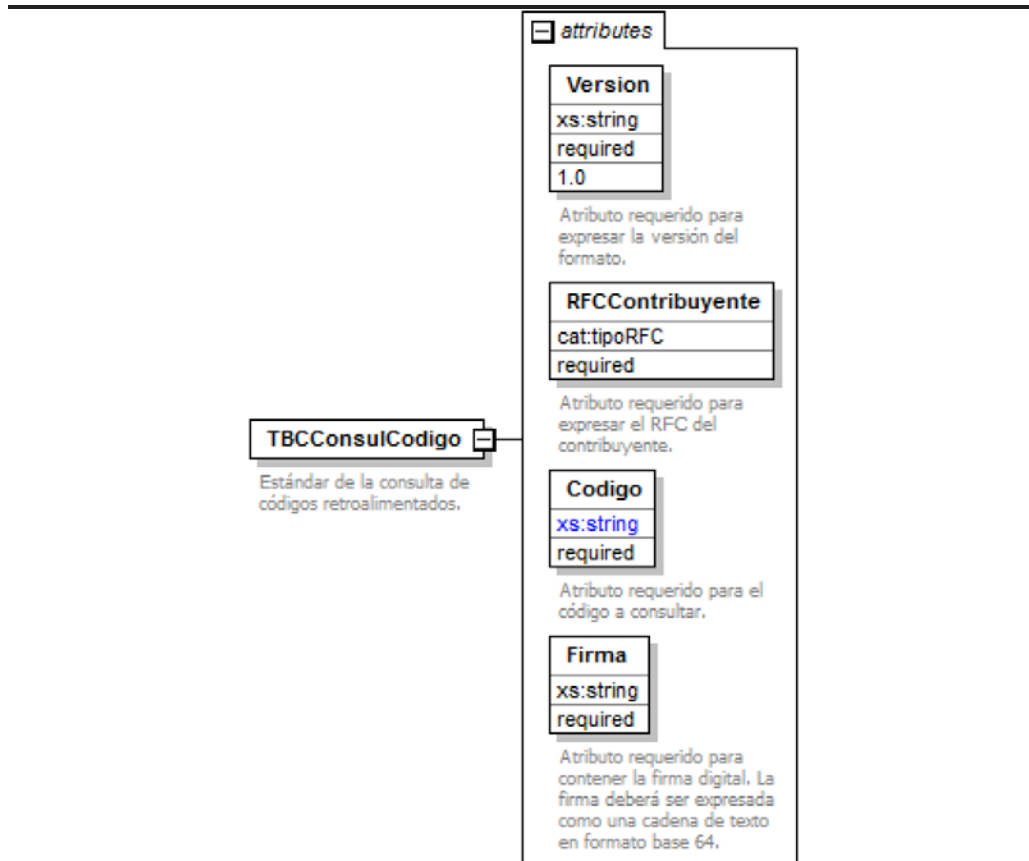 attributes
Version
xs:string
required
1.0
Atributo requerido para
expresar la versión del
formato.
RFCContribuyente
cat:tipoRFC
required
Atributo requerido para
expresar el RFC del
contribuyente.
TBCConsulCodigo
Estándar de la consulta de
códigos retroalimentados.
Codigo
xs:string
required
Atributo requerido para el
código a consultar.
Firma
xs:string
required
Atributo requerido para
contener la firma digital. La
firma deberá ser expresada
como una cadena de texto
en formato base 64.